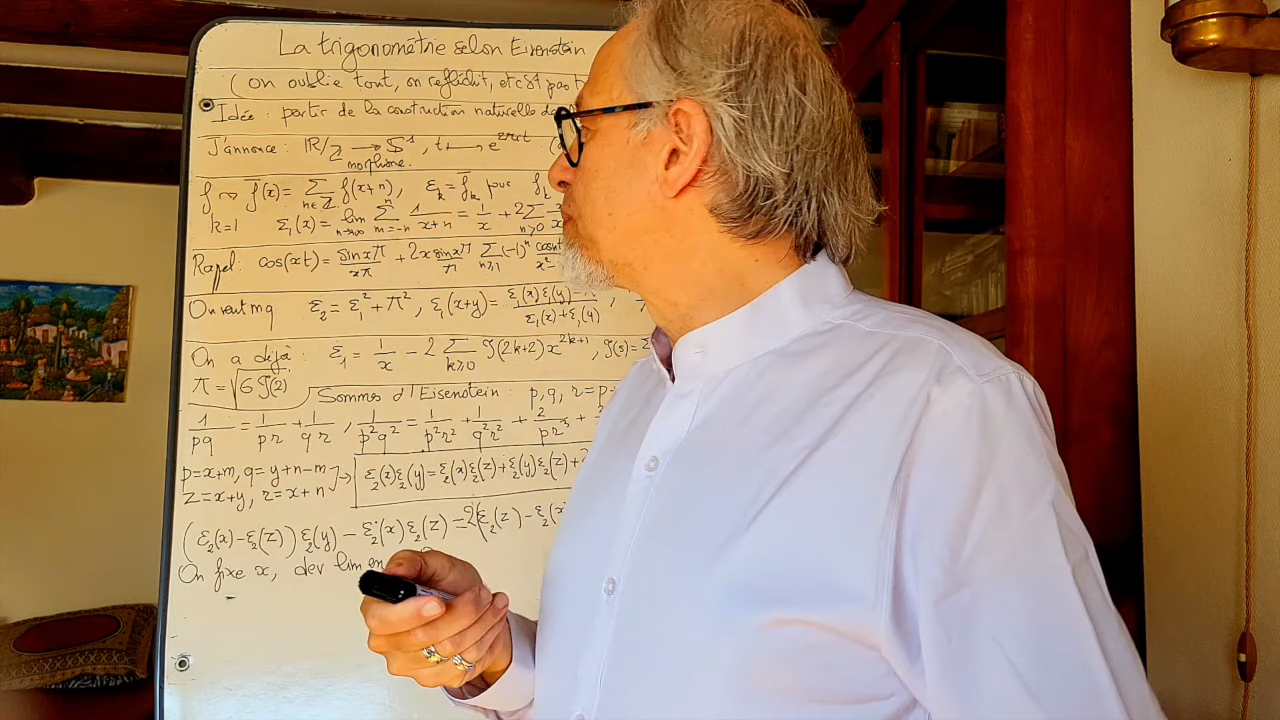 La trigonométrie selon Eisenstein
(on oublie tout, on réfléchit, et c'est pas
Idée : partir de la construction naturelle de
J'annonce : ℝ/ℤ → 𝕊¹, t ⟼ e^{2πit}
morphisme.
f ⇝ f̄(x) = Σ_{n∈ℤ} f(x+n), ε_k = f̄_k pour f_k
k=1 ε₁(x) = lim_{n→∞} Σ_{m=-n}^{n} 1/(x+n) = 1/x + 2Σ_{n>0}
Rapel : cos(xt) = sin xπ/xπ + 2x sin xπ/π Σ_{n≥1} (-1)^n cosn
On veut mq ε₂ = ε₁² + π², ε₁(x+y) = (ε₁(x)ε₁(y) - π²)/(ε₁(x)+ε₁(y)),
On a déjà : ε₁ = 1/x - 2 Σ_{k≥0} ζ(2k+2) x^{2k+1}, ζ(s) = Σ
π = √(6ζ(2))
Sommes d'Eisenstein : p, q, r = p+
1/pq = 1/pr + 1/qr, 1/p²q² = 1/p²r² + 1/q²r² + 2/pr³ +
p=x+m, q=y+n-m
z=x+y, r=x+n
ε₂(x)ε₂(y) = ε₂(x)ε₂(z) + ε₂(y)ε₂(z) + 2
(ε₂(x) - ε₂(z)) ε₂(y) - ε₂(x)ε₂(z) = 2(ε₂(z) - ε₂(x
On fixe x, dev lim en